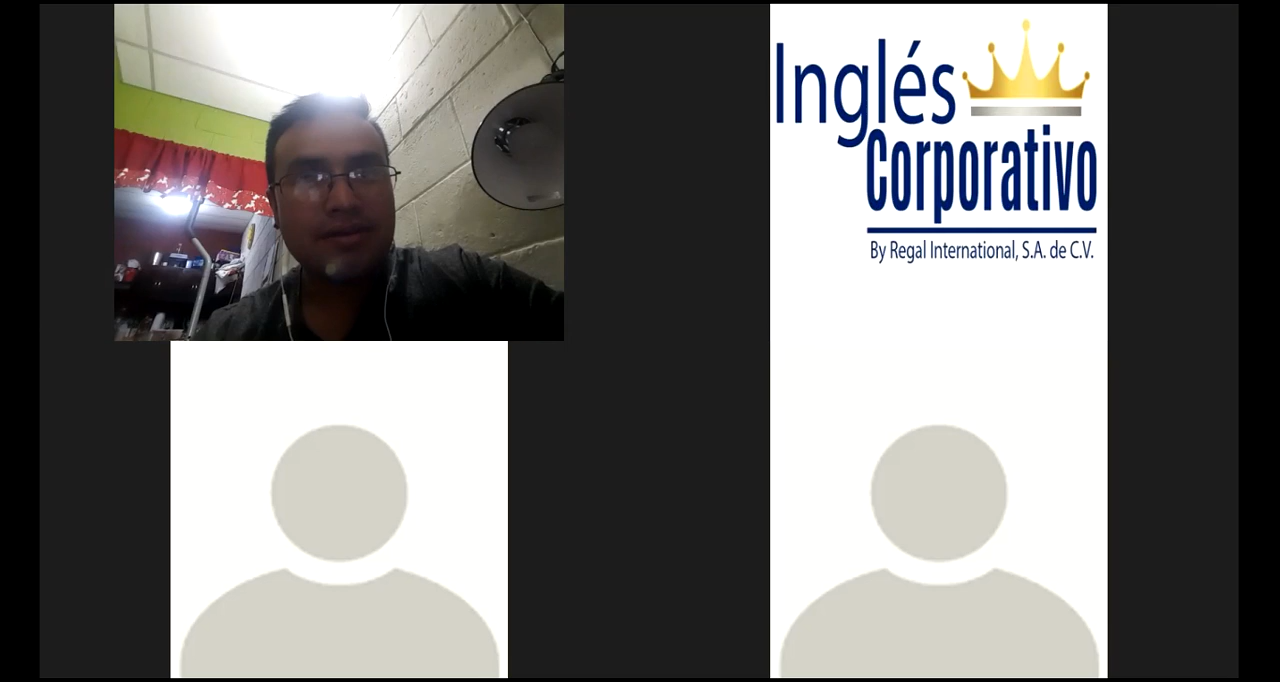 Inglés
Corporativo
By Regal International, S.A. de C.V.